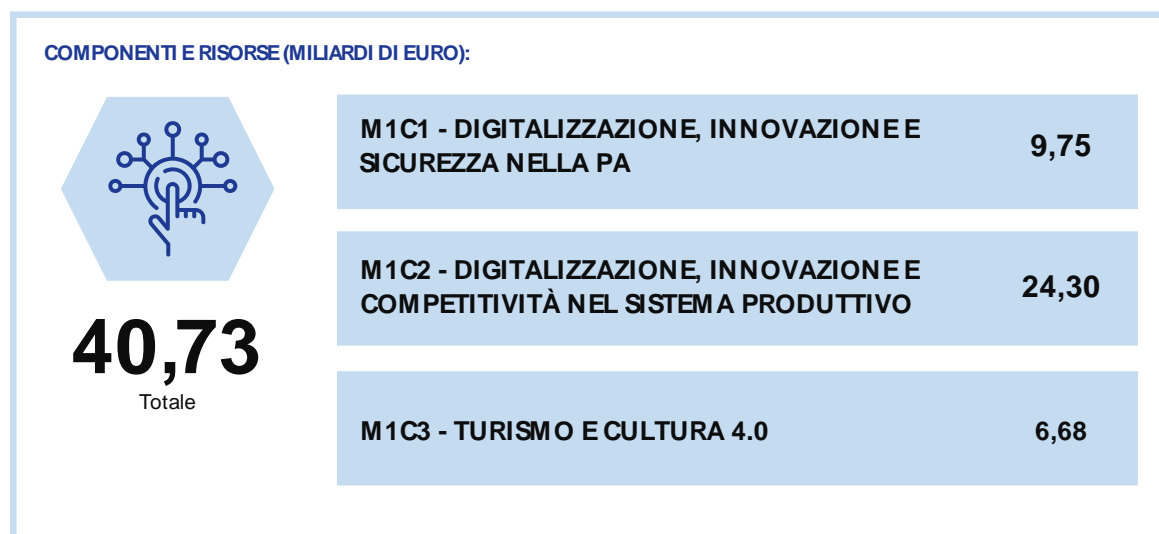 COMPONENTI E RISORSE (MILIARDI DI EURO):
M1C1 - DIGITALIZZAZIONE, INNOVAZIONE E
SICUREZZA NELLA PA
9,75
M1C2 - DIGITALIZZAZIONE, INNOVAZIONE E
COMPETITIVITÀ NEL SISTEMA PRODUTTIVO
24,30
40,73
Totale
M1C3 - TURISMO E CULTURA 4.0
6,68